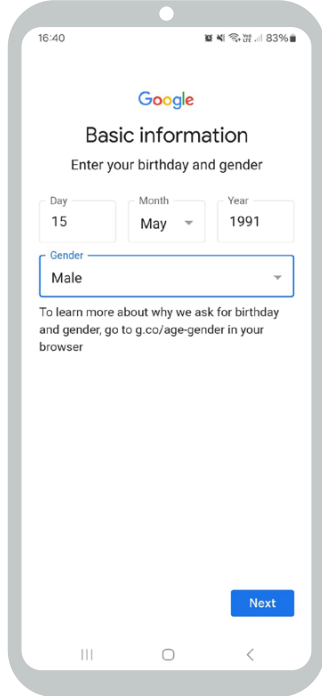 16:40
83%
Google
Basic information
Enter your birthday and gender
Day
Month
Year
15
May
1991
Gender
Male
To learn more about why we ask for birthday
and gender, go to g.co/age-gender in your
browser
Next